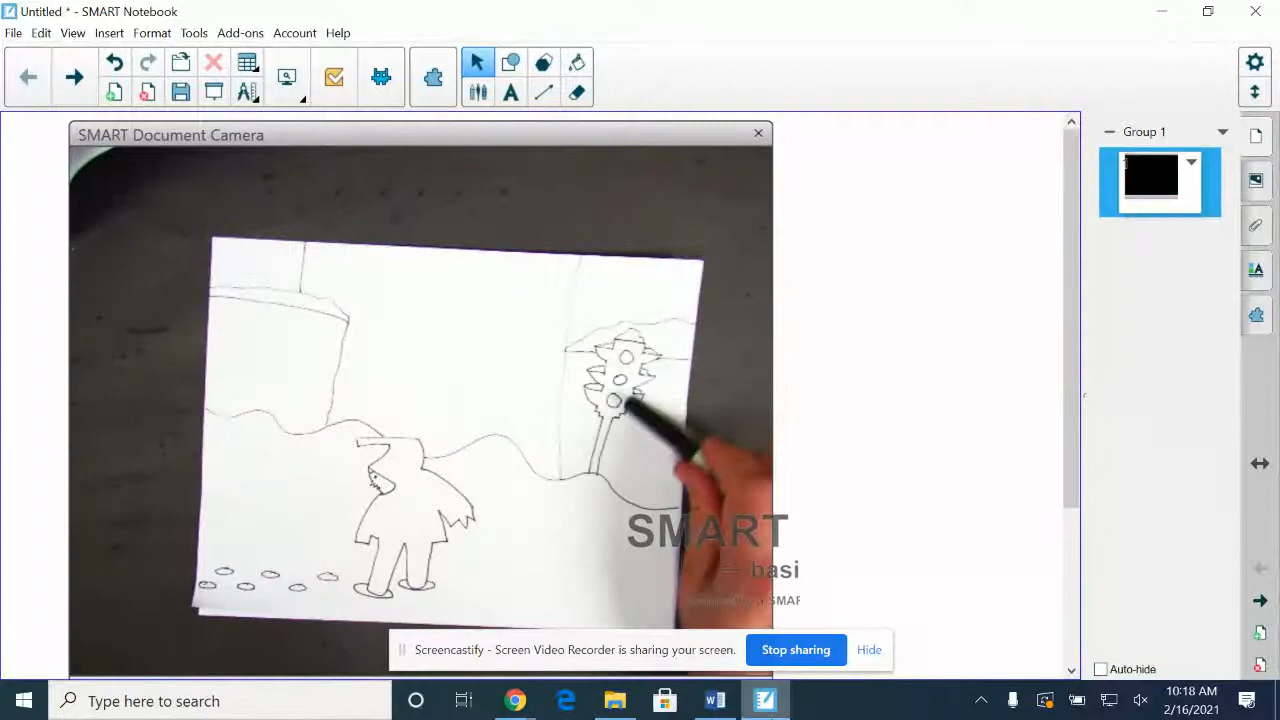 Untitled * - SMART Notebook
File Edit View Insert Format Tools Add-ons Account Help
SMART Document Camera
Group 1
SMART
basi
SMAR
Screencastify - Screen Video Recorder is sharing your screen.
Stop sharing
Hide
Auto-hide
Type here to search
10:18 AM
2/16/2021